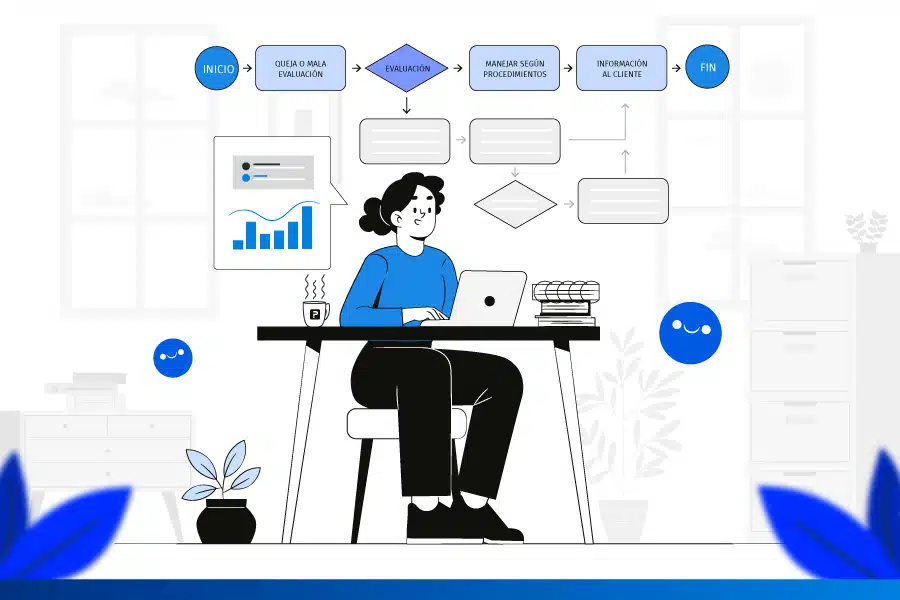 INICIO
QUEJA O MALA
EVALUACIÓN
EVALUACIÓN
MANEJAR SEGÚN
PROCEDIMIENTOS
INFORMACIÓN
AL CLIENTE
FIN
P